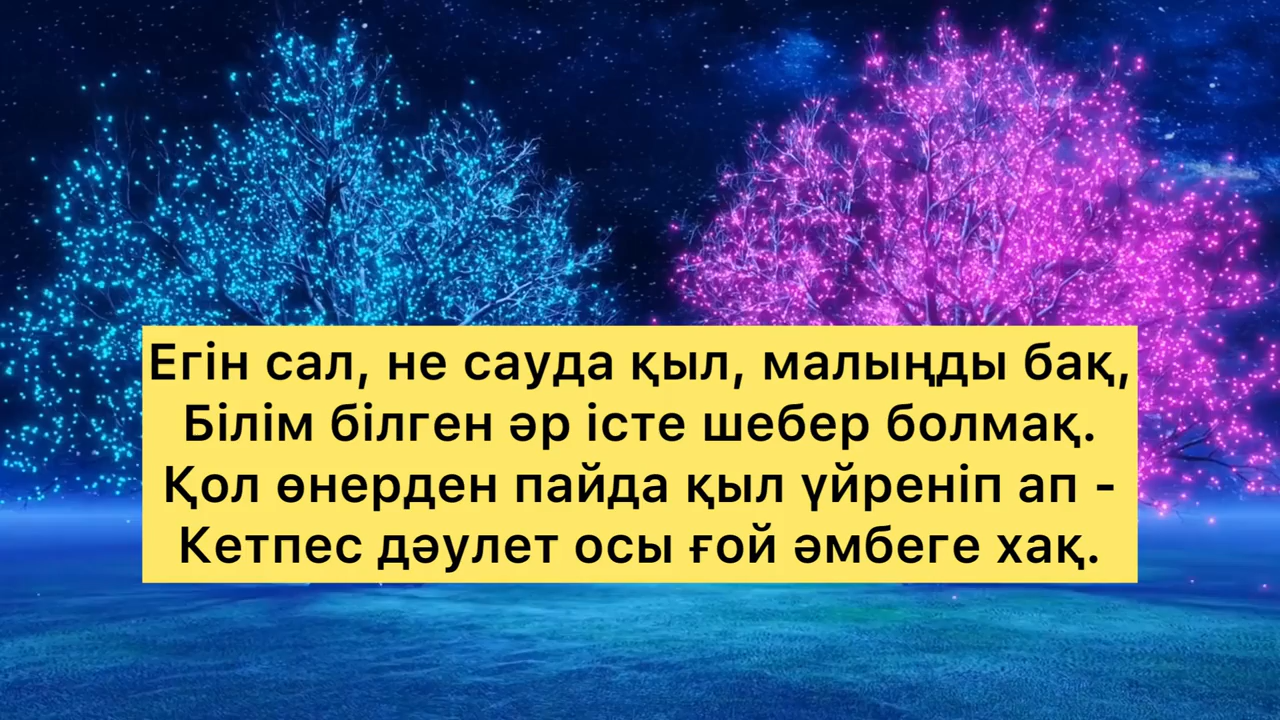 Егін сал, не сауда қыл, малыңды бақ,
Білім білген әр істе шебер болмақ.
Қол өнерден пайда қыл үйреніп ап -
Кетпес дәулет осы ғой әмбеге хақ.